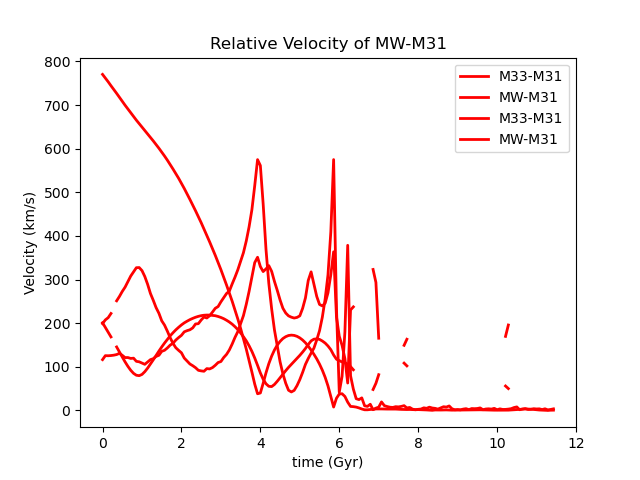 Relative Velocity of MW-M31
800
700
600
500
400
300
200
100
0
Velocity (km/s)
M33-M31
MW-M31
M33-M31
MW-M31
0 2 4 6 8 10 12
time (Gyr)